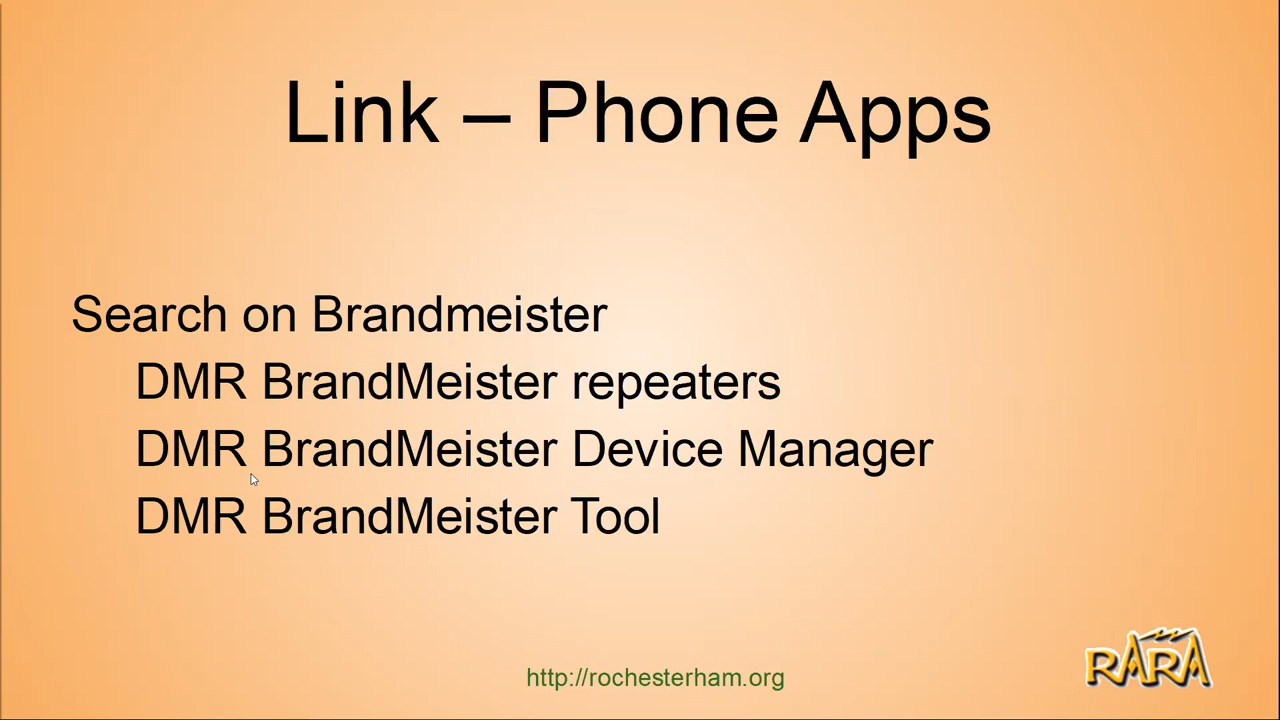 Link – Phone Apps
Search on Brandmeister
DMR BrandMeister repeaters
DMR BrandMeister Device Manager
DMR BrandMeister Tool
http://rochesterham.org
RARA